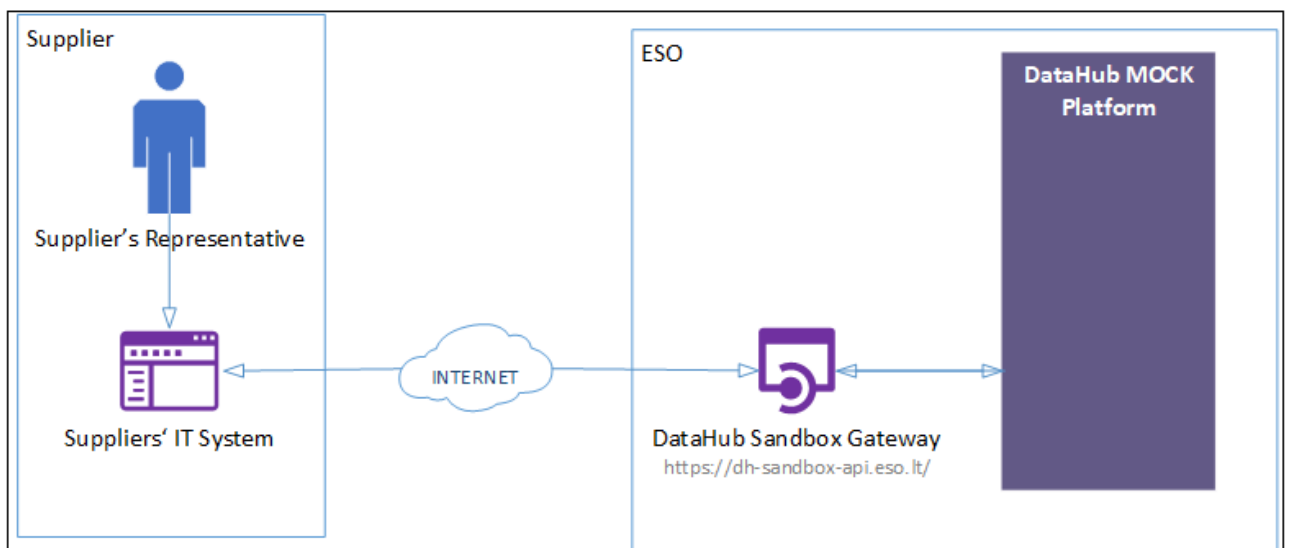 Supplier
Supplier’s Representative
Suppliers‘ IT System
INTERNET
ESO
DataHub MOCK
Platform
DataHub Sandbox Gateway
https://dh-sandbox-api.eso.lt/